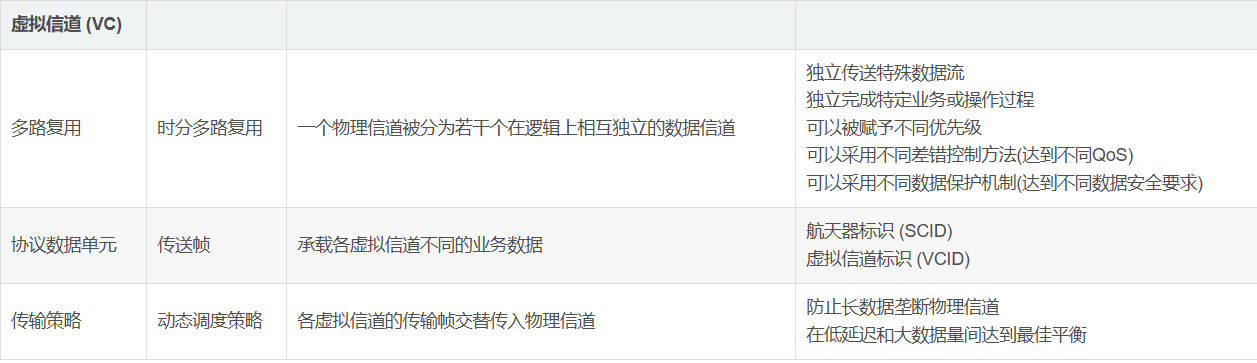 虚拟信道 (VC)
多路复用
时分多路复用
一个物理信道被分为若干个在逻辑上相互独立的数据信道
独立传送特殊数据流
独立完成特定业务或操作过程
可以被赋予不同优先级
可以采用不同差错控制方法(达到不同QoS)
可以采用不同数据保护机制(达到不同数据安全要求)
协议数据单元
传送帧
承载各虚拟信道不同的业务数据
航天器标识 (SCID)
虚拟信道标识 (VCID)
传输策略
动态调度策略
各虚拟信道的传输帧交替传入物理信道
防止长数据垄断物理信道
在低延迟和大数据量间达到最佳平衡